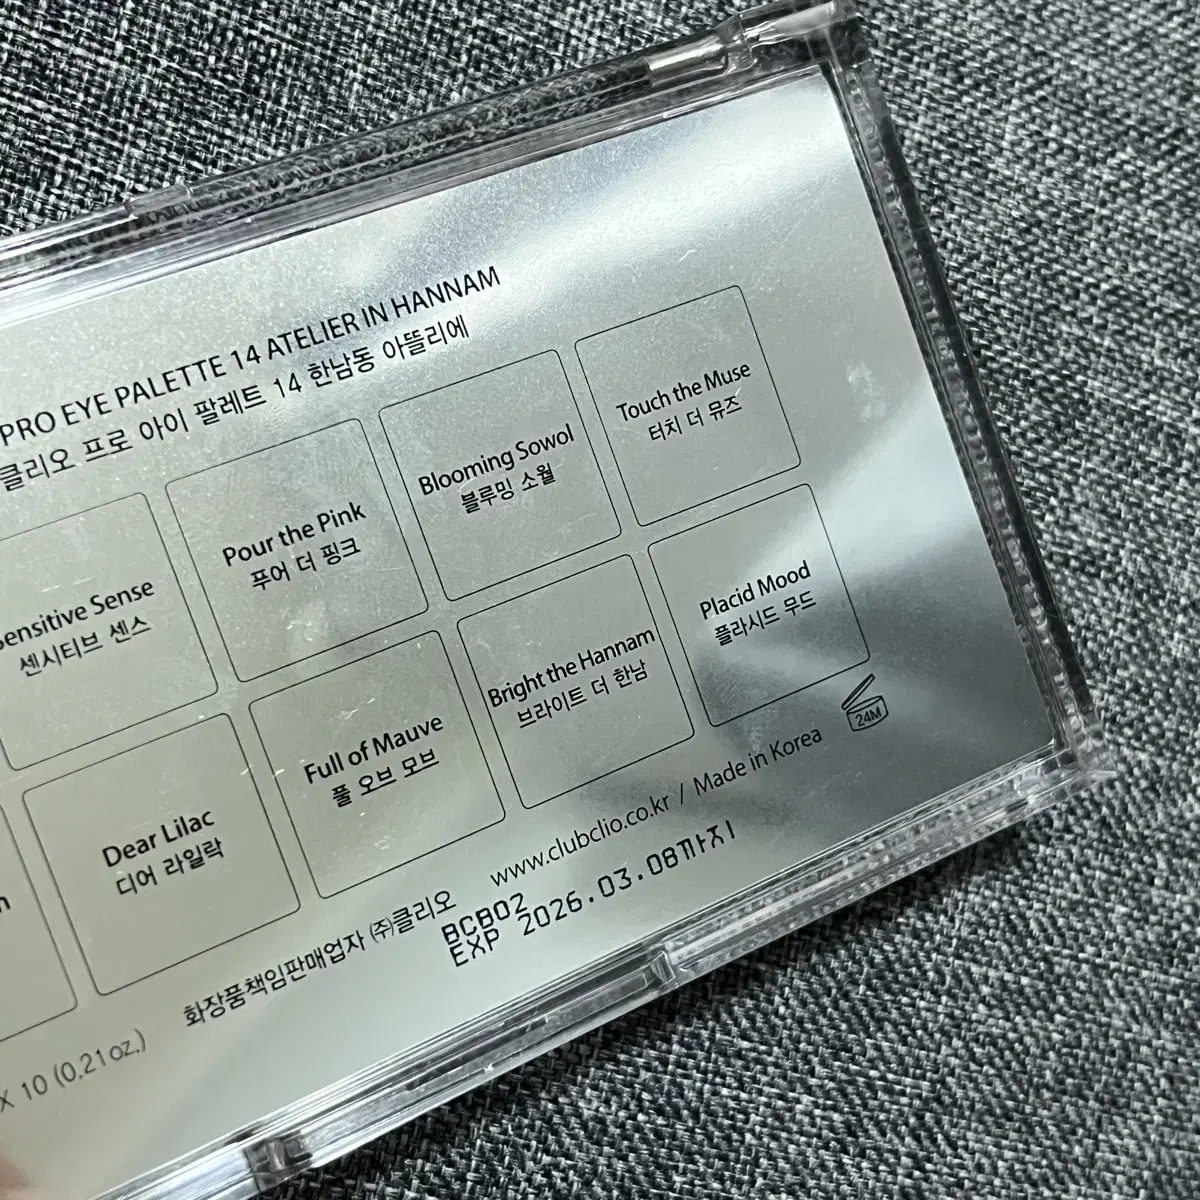 PRO EYE PALETTE 14 ATELIER IN HANNAM
클리오 프로 아이 팔레트 14 한남동 아뜰리에
Sensitive Sense
센시티브 센스
Pour the Pink
푸어 더 핑크
Blooming Sowol
블루밍 소월
Touch the Muse
터치 더 뮤즈
Dear Lilac
디어 라일락
Full of Mauve
풀 오브 모브
Bright the Hannam
브라이트 더 한남
Placid Mood
플라시드 무드
24M
화장품책임판매업자 ㈜클리오
www.clubclio.co.kr / Made in Korea
BCB02
EXP 2026.03.08까지
X 10 (0.21 oz.)